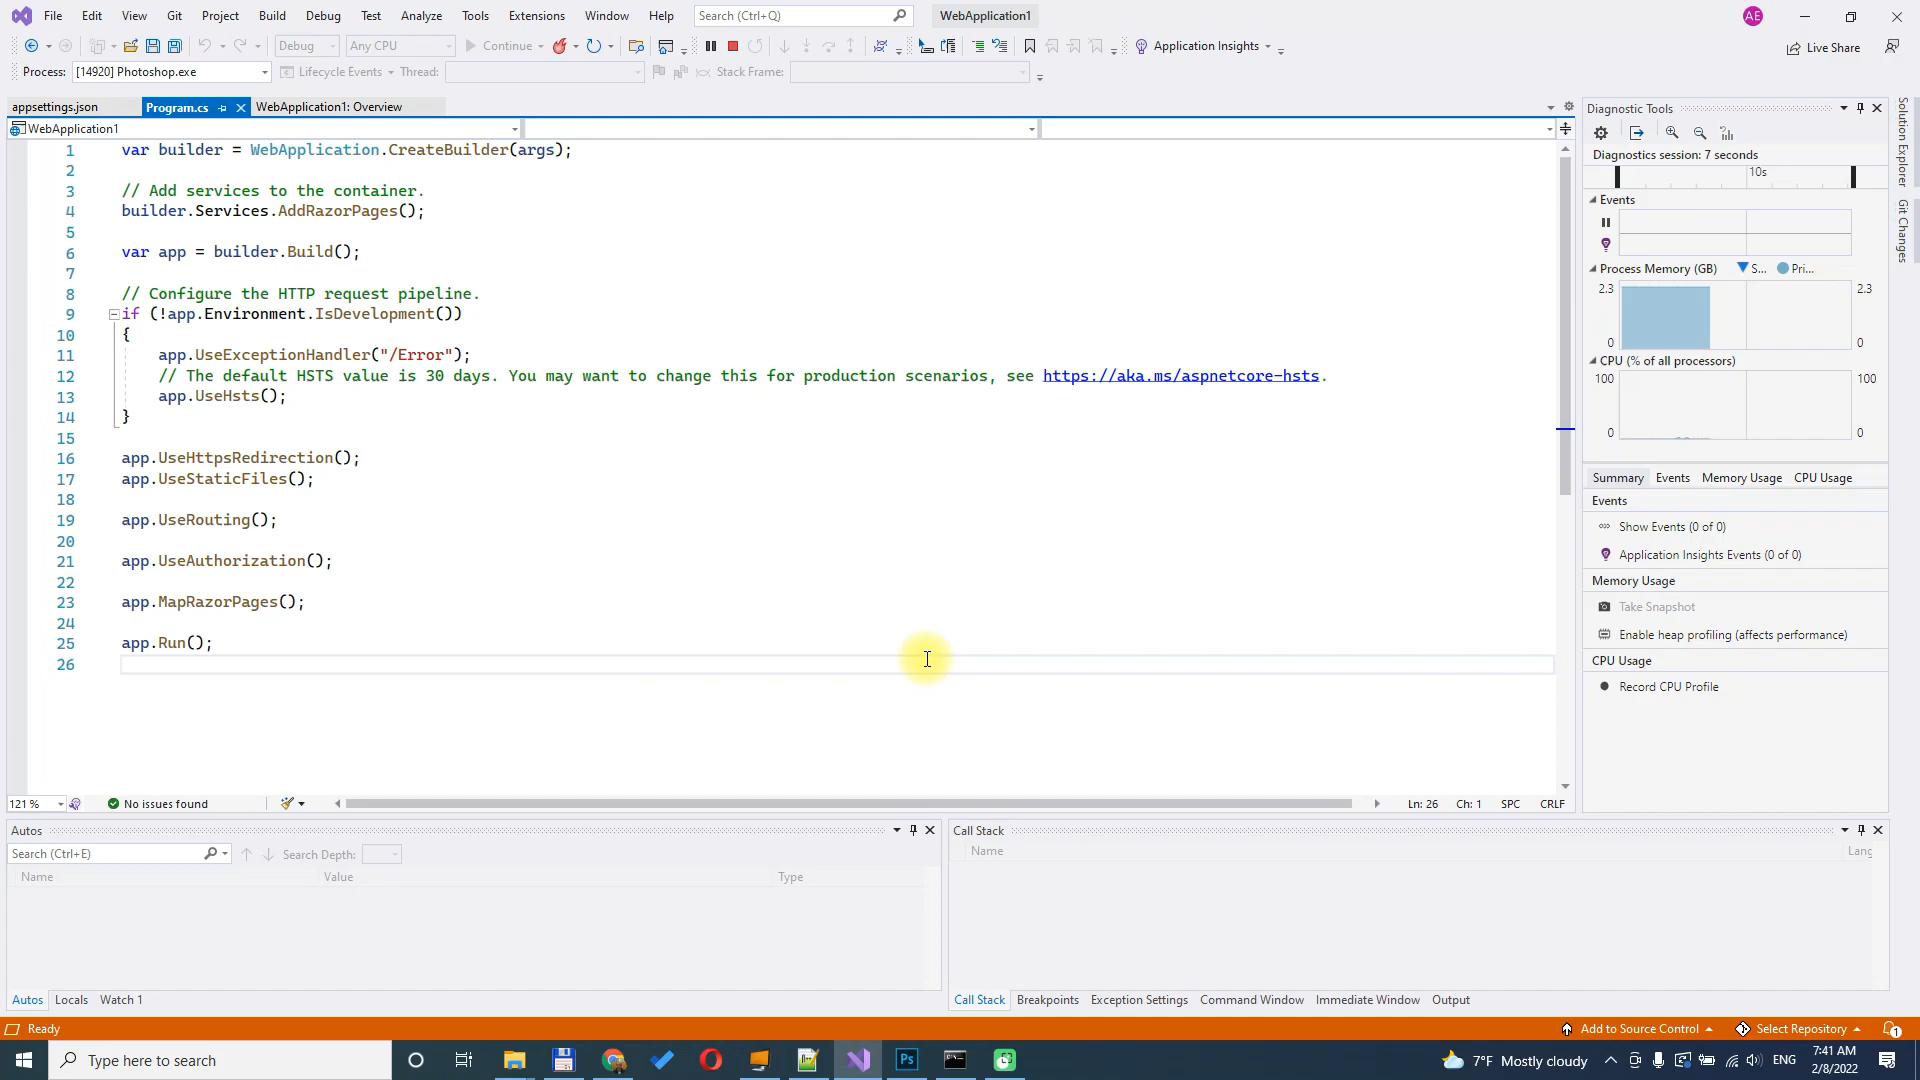 File Edit View Git Project Build Debug Test Analyze Tools Extensions Window Help Search (Ctrl+Q) WebApplication1 AE
Debug Any CPU Continue Application Insights Live Share
Process: [14920] Photoshop.exe Lifecycle Events Thread: Stack Frame:
appsettings.json Program.cs WebApplication1: Overview
WebApplication1
1 var builder = WebApplication.CreateBuilder(args);
2
3 // Add services to the container.
4 builder.Services.AddRazorPages();
5
6 var app = builder.Build();
7
8 // Configure the HTTP request pipeline.
9 if (!app.Environment.IsDevelopment())
10 {
11 app.UseExceptionHandler("/Error");
12 // The default HSTS value is 30 days. You may want to change this for production scenarios, see https://aka.ms/aspnetcore-hsts.
13 app.UseHsts();
14 }
15
16 app.UseHttpsRedirection();
17 app.UseStaticFiles();
18
19 app.UseRouting();
20
21 app.UseAuthorization();
22
23 app.MapRazorPages();
24
25 app.Run();
26
121 % No issues found Ln: 26 Ch: 1 SPC CRLF
Diagnostic Tools
Diagnostics session: 7 seconds
10s
Events
Process Memory (GB) S... Pri...
2.3 2.3
0 0
CPU (% of all processors)
100 100
0 0
Summary Events Memory Usage CPU Usage
Events
Show Events (0 of 0)
Application Insights Events (0 of 0)
Memory Usage
Take Snapshot
Enable heap profiling (affects performance)
CPU Usage
Record CPU Profile
Solution Explorer
Git Changes
Autos
Search (Ctrl+E) Search Depth:
Name Value Type
Autos Locals Watch 1
Call Stack
Name Lang
Call Stack Breakpoints Exception Settings Command Window Immediate Window Output
Ready Add to Source Control Select Repository 1
Type here to search Ps 7°F Mostly cloudy ENG 7:41 AM
2/8/2022